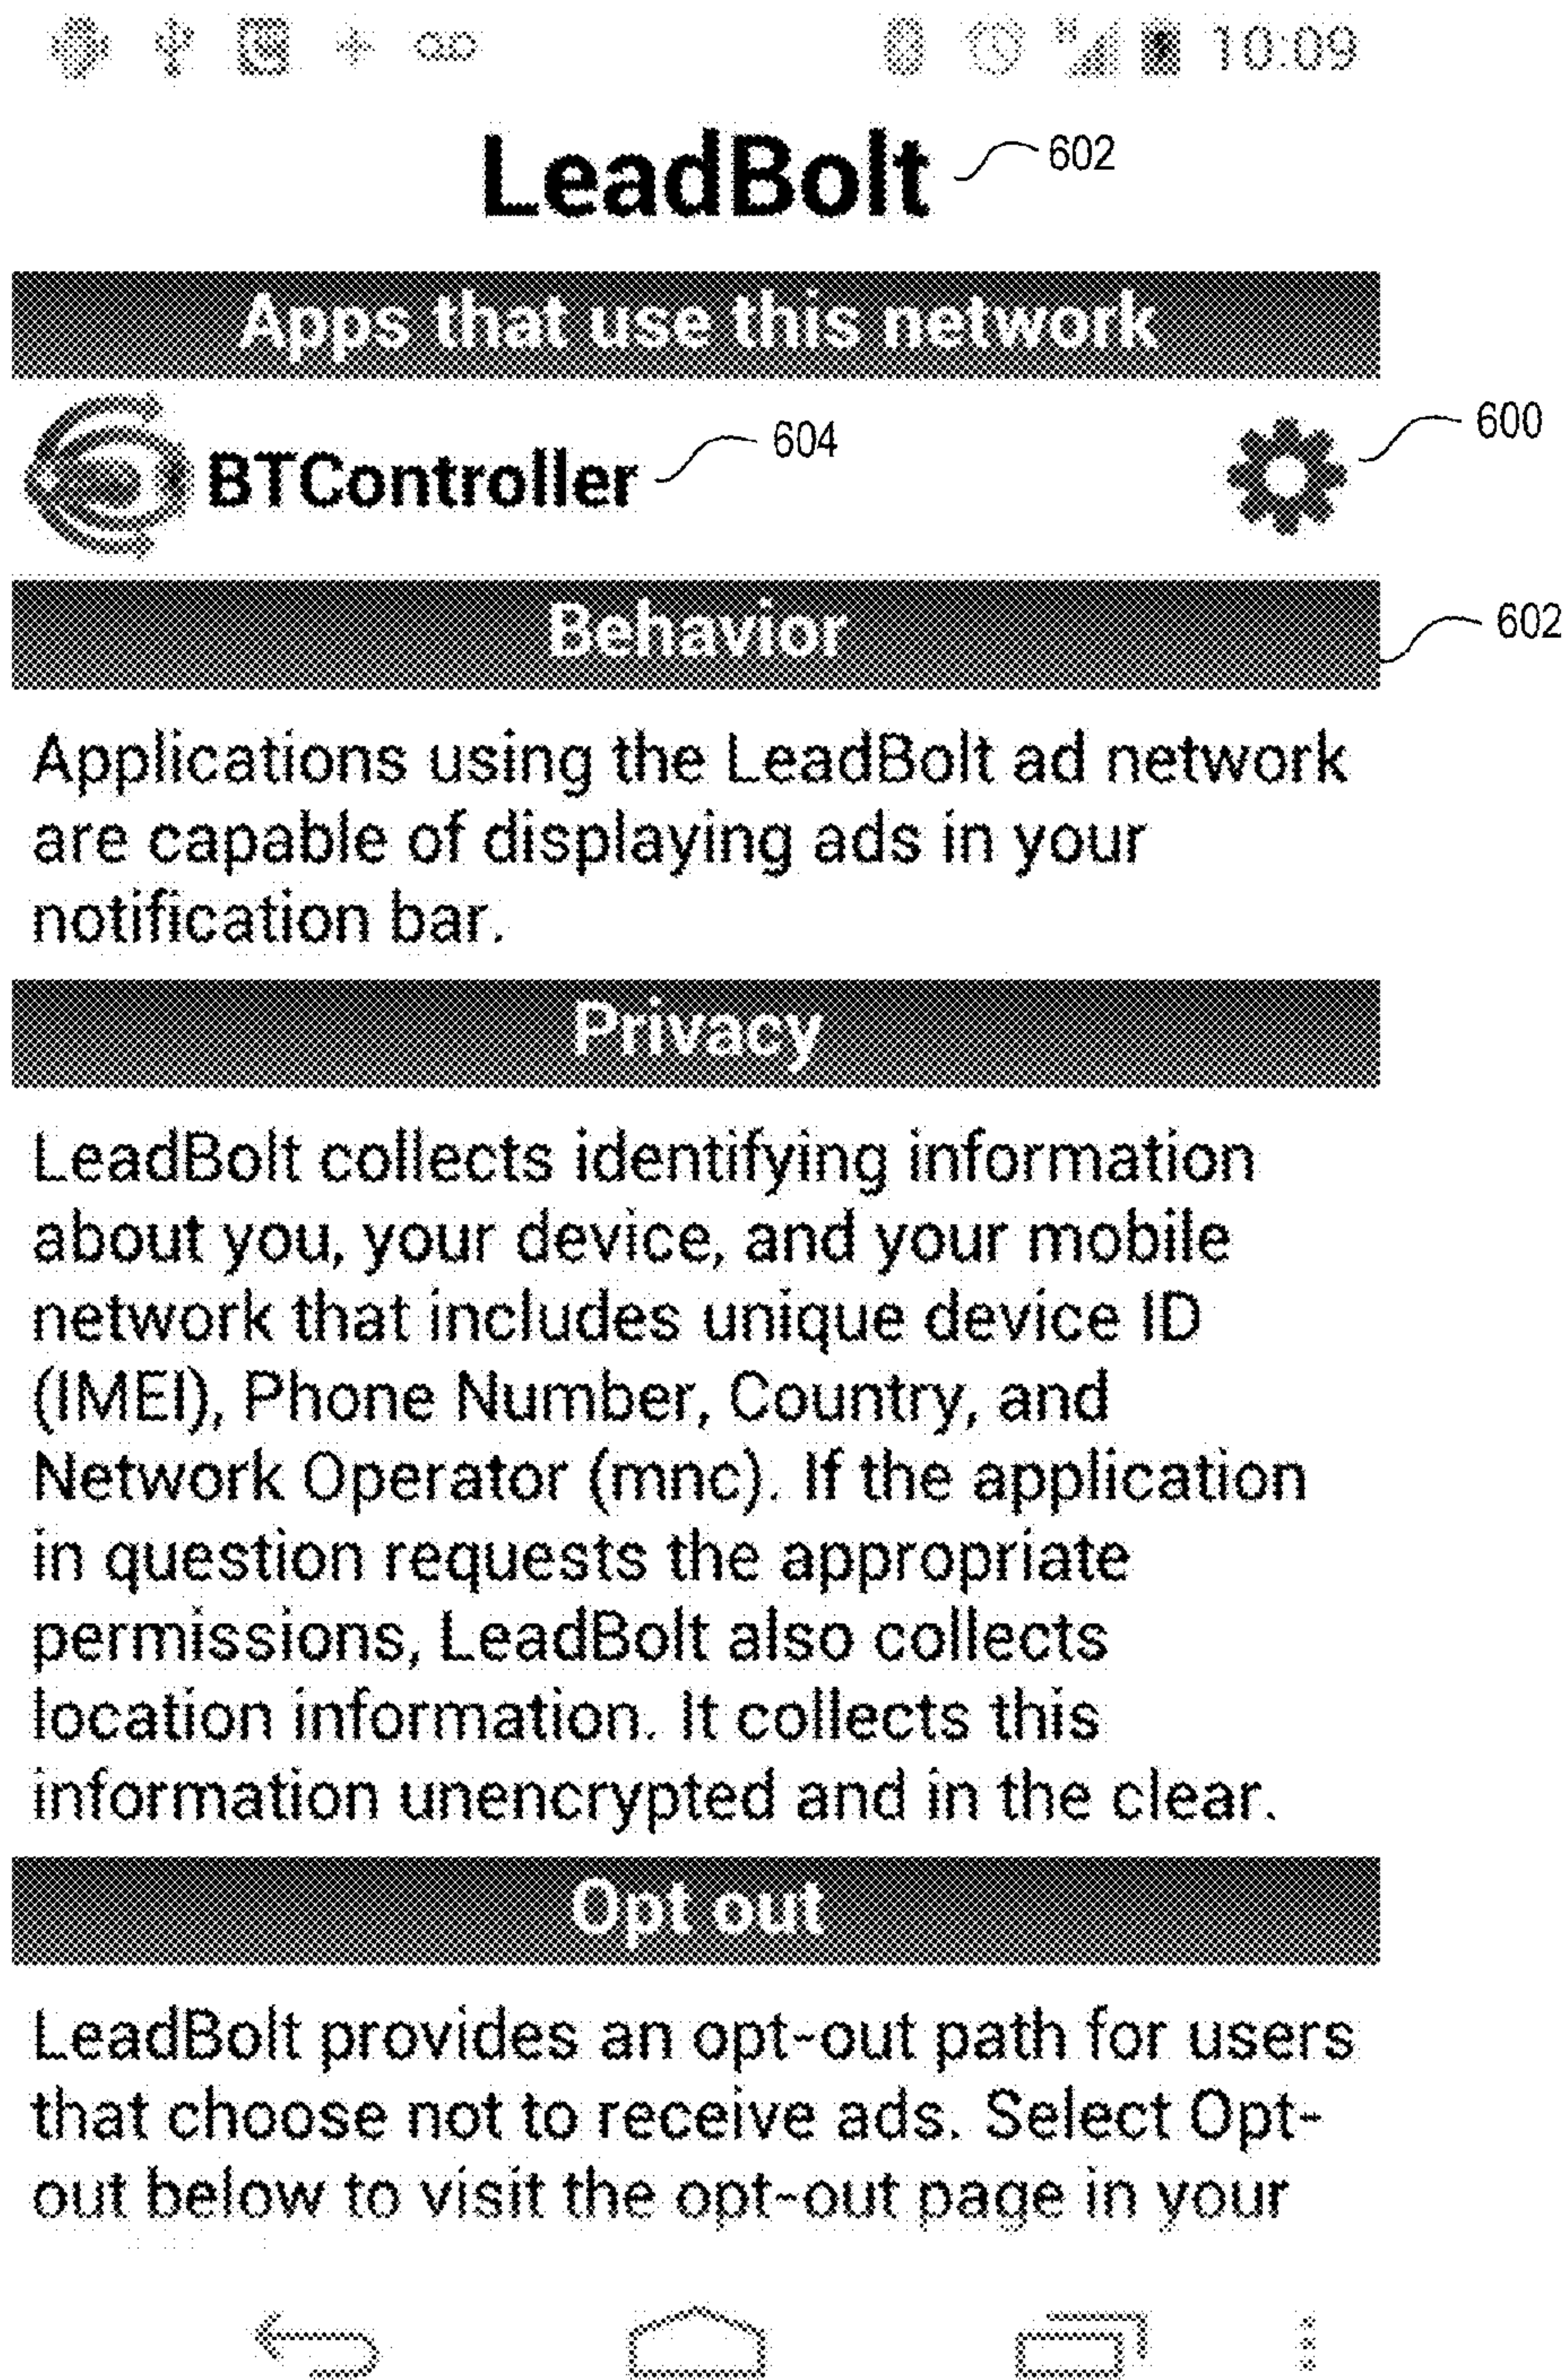 10:09
LeadBolt 602
Apps that use this network
BTController 604
600
Behavior
602
Applications using the LeadBolt ad network
are capable of displaying ads in your
notification bar.
Privacy
LeadBolt collects identifying information
about you, your device, and your mobile
network that includes unique device ID
(IMEI), Phone Number, Country, and
Network Operator (mnc). If the application
in question requests the appropriate
permissions, LeadBolt also collects
location information. It collects this
information unencrypted and in the clear.
Opt out
LeadBolt provides an opt-out path for users
that choose not to receive ads. Select Opt-
out below to visit the opt-out page in your